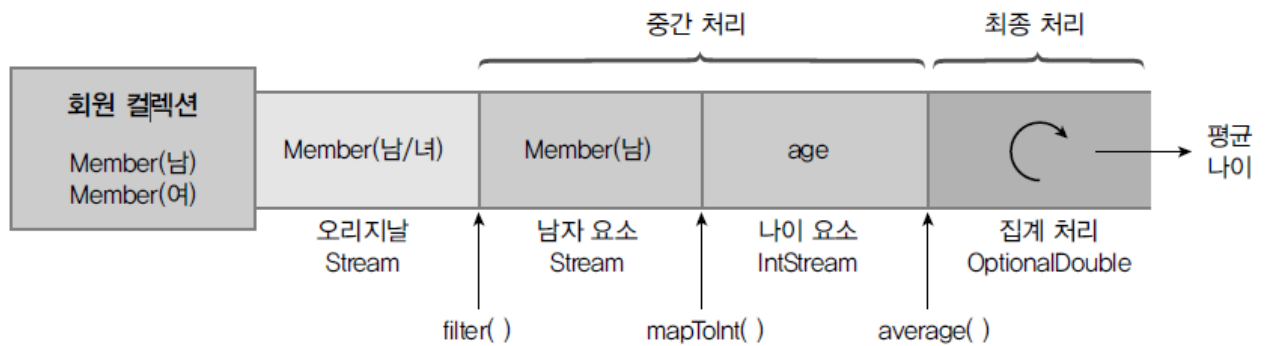 중간 처리
최종 처리
회원 컬렉션
Member(남)
Member(여)
Member(남/녀)
Member(남)
age
평균
나이
오리지날
Stream
남자 요소
Stream
나이 요소
IntStream
집계 처리
OptionalDouble
filter( )
mapToInt( )
average( )